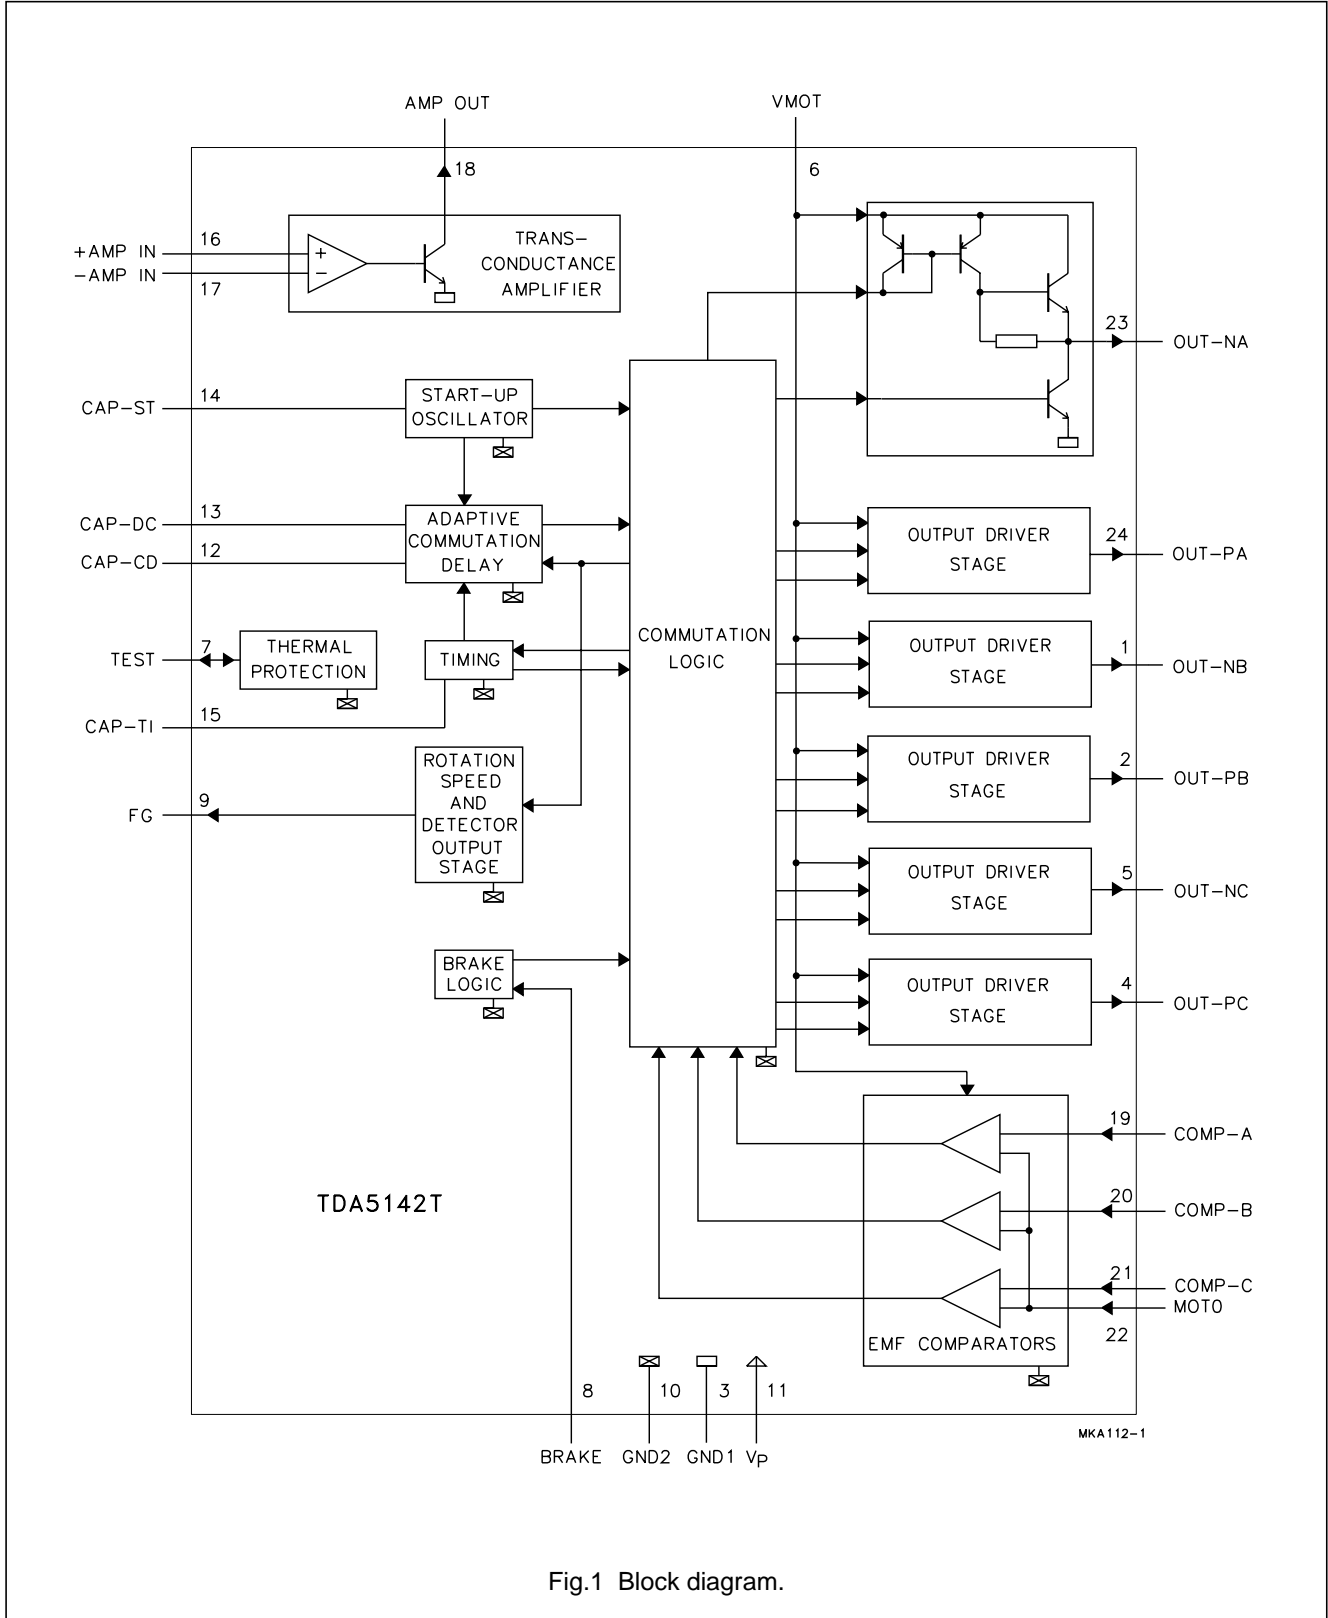 AMP OUT
VMOT
18
6
+AMP IN
16
-AMP IN
17
+
-
TRANS-
CONDUCTANCE
AMPLIFIER
23
OUT-NA
CAP-ST
14
START-UP
OSCILLATOR
CAP-DC
13
CAP-CD
12
ADAPTIVE
COMMUTATION
DELAY
OUTPUT DRIVER
STAGE
24
OUT-PA
TEST
7
THERMAL
PROTECTION
TIMING
COMMUTATION
LOGIC
OUTPUT DRIVER
STAGE
1
OUT-NB
CAP-TI
15
ROTATION
SPEED
AND
DETECTOR
OUTPUT
STAGE
FG
9
OUTPUT DRIVER
STAGE
2
OUT-PB
OUTPUT DRIVER
STAGE
5
OUT-NC
BRAKE
LOGIC
OUTPUT DRIVER
STAGE
4
OUT-PC
19
COMP-A
20
COMP-B
21
COMP-C
MOT0
22
EMF COMPARATORS
TDA5142T
8
10
3
11
BRAKE
GND2
GND1
VP
MKA112-1
Fig.1 Block diagram.